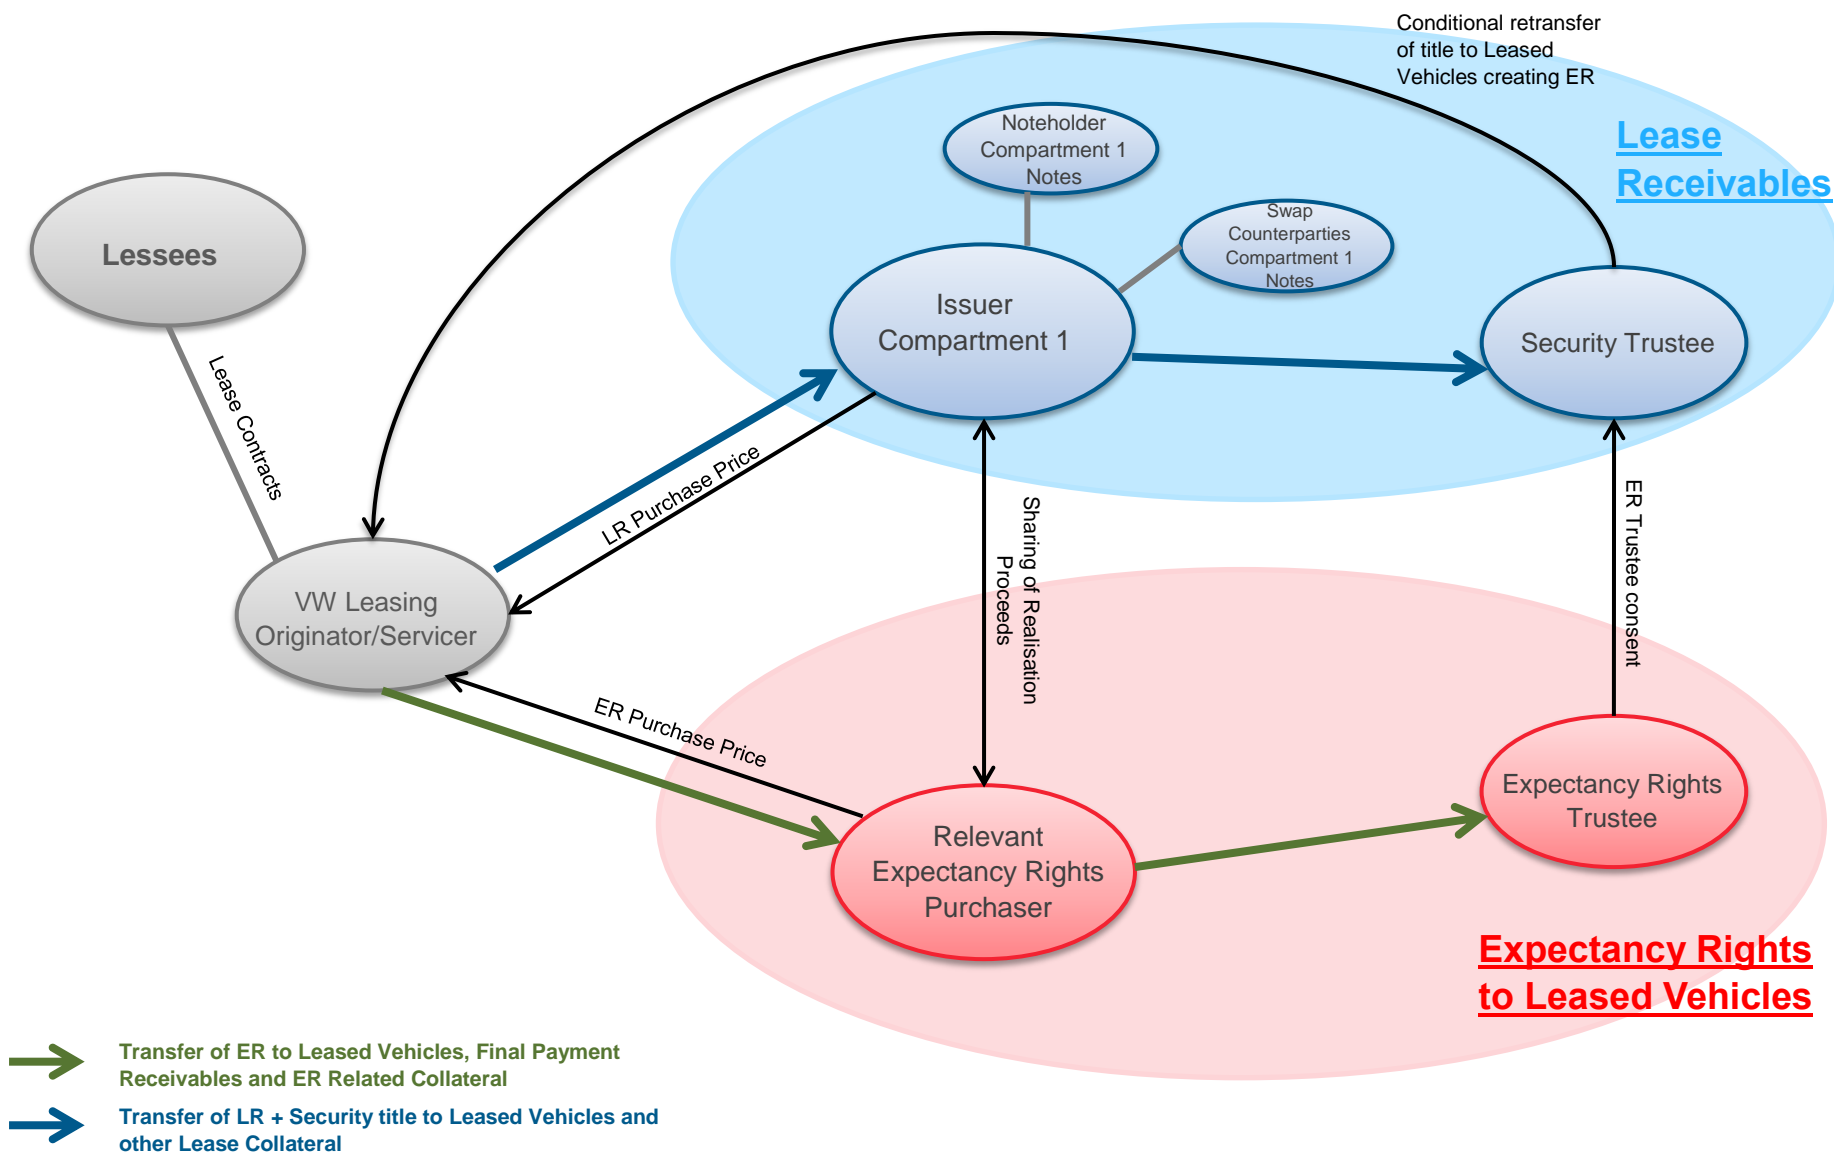 Conditional retransfer
of title to Leased
Vehicles creating ER
Lease
Receivables
Noteholder
Compartment 1
Notes
Swap
Counterparties
Compartment 1
Notes
Lessees
Issuer
Compartment 1
Security Trustee
Lease Contracts
LR Purchase Price
Sharing of Realisation
Proceeds
ER Trustee consent
VW Leasing
Originator/Servicer
ER Purchase Price
Relevant
Expectancy Rights
Purchaser
Expectancy Rights
Trustee
Expectancy Rights
to Leased Vehicles
Transfer of ER to Leased Vehicles, Final Payment
Receivables and ER Related Collateral
Transfer of LR + Security title to Leased Vehicles and
other Lease Collateral